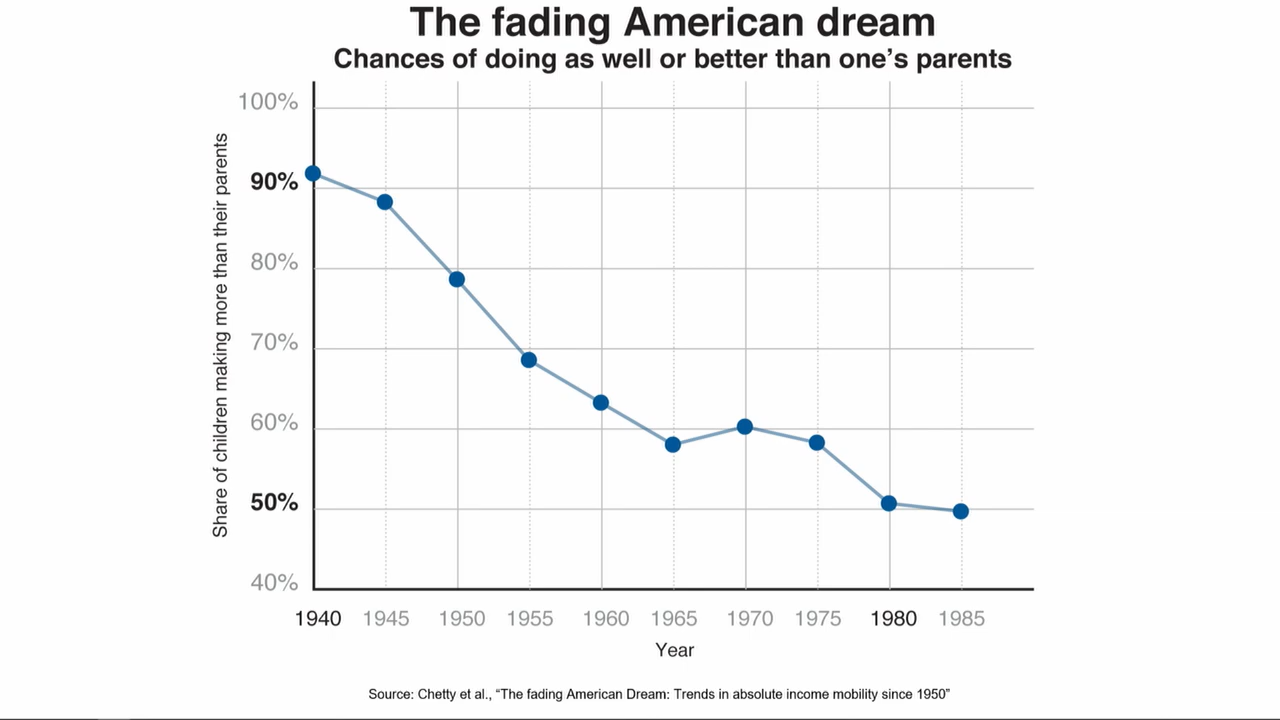 The fading American dream
Chances of doing as well or better than one’s parents
Share of children making more than their parents
100%
90%
80%
70%
60%
50%
40%
1940 1945 1950 1955 1960 1965 1970 1975 1980 1985
Year
Source: Chetty et al., “The fading American Dream: Trends in absolute income mobility since 1950”